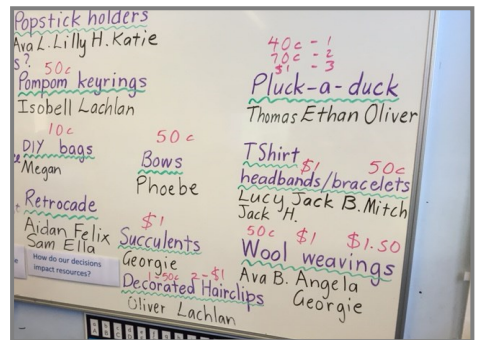 Popstick holders
Ava L. Lilly H. Katie
s?
50c
Pompom keyrings
Isobell Lachlan
10c
DIY bags
Megan
Retrocade
Aidan Felix
Sam Ella
How do our decisions
impact resources?
50c
Bows
Phoebe
$1
Succulents
Georgie
1-50c 2-$1
Decorated Hairclips
Oliver Lachlan
40c - 1
70c - 2
$1 - 3
Pluck-a-duck
Thomas Ethan Oliver
TShirt $1 50c
headbands/bracelets
Lucy Jack B. Mitch
Jack H.
50c $1 $1.50
Wool weavings
Ava B. Angela
Georgie